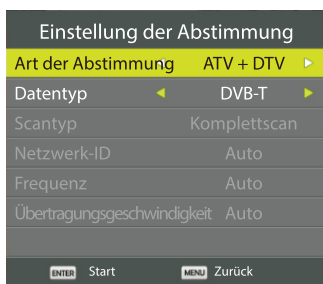 Einstellung der Abstimmung
Art der Abstimmung ATV + DTV
Datentyp DVB-T
Scantyp Komplettscan
Netzwerk-ID Auto
Frequenz Auto
Übertragungsgeschwindigkeit Auto
ENTER Start MENU Zurück